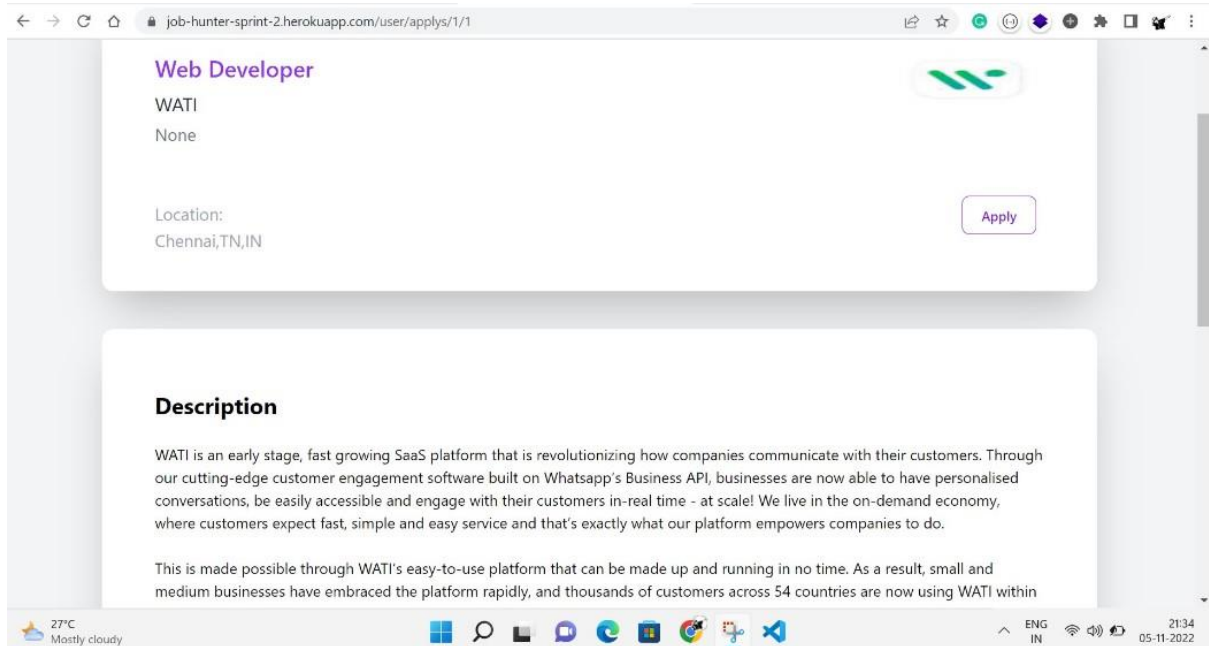 job-hunter-sprint-2.herokuapp.com/user/applys/1/1
Web Developer
WATI
None
Location:
Chennai,TN,IN
Apply
Description
WATI is an early stage, fast growing SaaS platform that is revolutionizing how companies communicate with their customers. Through
our cutting-edge customer engagement software built on Whatsapp's Business API, businesses are now able to have personalised
conversations, be easily accessible and engage with their customers in-real time - at scale! We live in the on-demand economy,
where customers expect fast, simple and easy service and that's exactly what our platform empowers companies to do.
This is made possible through WATI's easy-to-use platform that can be made up and running in no time. As a result, small and
medium businesses have embraced the platform rapidly, and thousands of customers across 54 countries are now using WATI within
27°C
Mostly cloudy
ENG
IN
21:34
05-11-2022